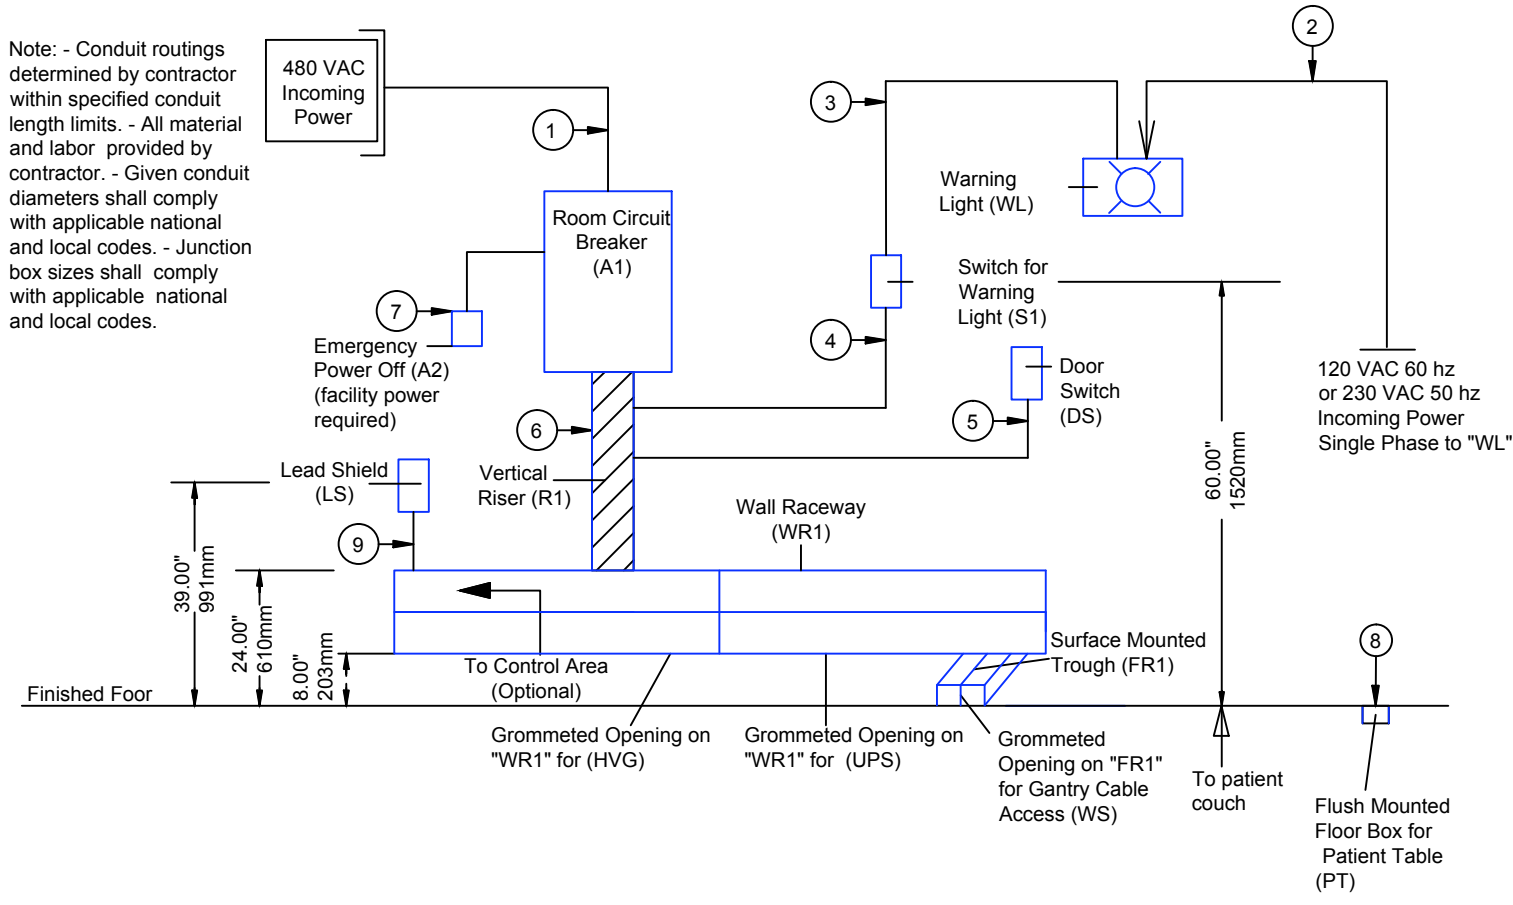 Note: - Conduit routings
determined by contractor
within specified conduit
length limits. - All material
and labor provided by
contractor. - Given conduit
diameters shall comply
with applicable national
and local codes. - Junction
box sizes shall comply
with applicable national
and local codes.
480 VAC
Incoming
Power
1
2
3
Room Circuit
Breaker
(A1)
Warning
Light (WL)
Switch for
Warning
Light (S1)
7
4
Emergency
Power Off (A2)
(facility power
required)
Door
Switch
(DS)
5
6
120 VAC 60 hz
or 230 VAC 50 hz
Incoming Power
Single Phase to "WL"
Lead Shield
(LS)
Vertical
Riser (R1)
60.00"
1520mm
Wall Raceway
(WR1)
9
39.00"
991mm
24.00"
610mm
8.00"
203mm
Surface Mounted
Trough (FR1)
8
To Control Area
(Optional)
Finished Foor
Grommeted Opening on
"WR1" for (HVG)
Grommeted Opening on
"WR1" for (UPS)
Grommeted
Opening on "FR1"
for Gantry Cable
Access (WS)
To patient
couch
Flush Mounted
Floor Box for
Patient Table
(PT)